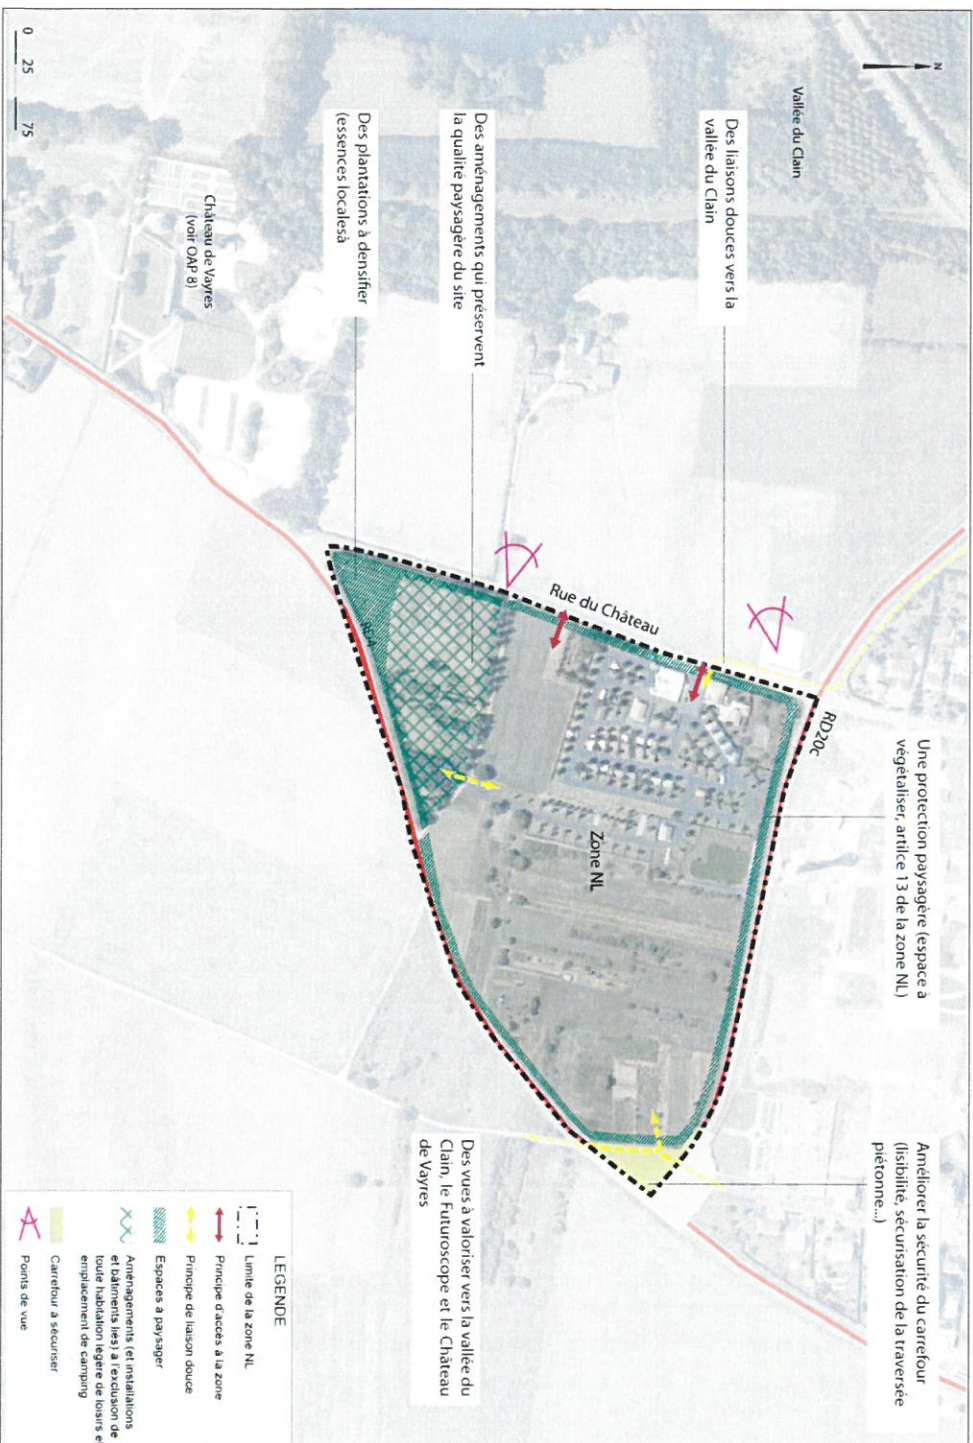 N
Vallée du Clain
Des liaisons douces vers la
vallée du Clain
Des aménagements qui préservent
la qualité paysagère du site
Des plantations à densifier
(essences localesà
Château de Vayres
(voir OAP 8)
0 25 75
Rue du Château
RD20c
RD4
Zone NL
Une protection paysagère (espace à
végétaliser, artilce 13 de la zone NL)
Améliorer la sécurité du carrefour
(lisibilité, sécurisation de la traversée
piétonne...)
Des vues à valoriser vers la vallée du
Clain, le Futuroscope et le Château
de Vayres
LEGENDE
Limite de la zone NL
Principe d'accès à la zone
Principe de liaison douce
Espaces à paysager
Aménagements (et installations
et bâtiments liés) à l'exclusion de
toute habitation légère de loisirs et
emplacement de camping
Carrefour à sécuriser
Points de vue